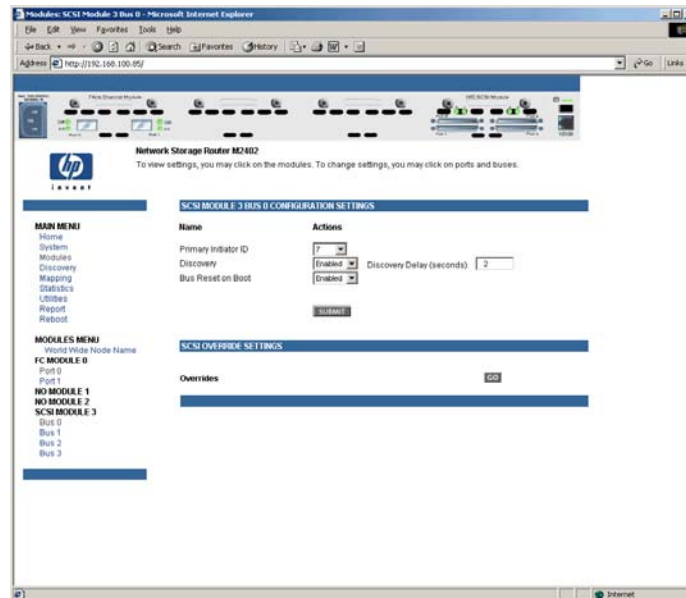 Modules: SCSI Module 3 Bus 0 - Microsoft Internet Explorer
File Edit View Favorites Tools Help
Back Search Favorites History
Address http://192.168.100.85/ Go Links
Fibre Channel Module
Network Storage Router M2402
To view settings, you may click on the modules. To change settings, you may click on ports and buses.
hp
invent
SCSI MODULE 3 BUS 0 CONFIGURATION SETTINGS
Name Actions
Primary Initiator ID 7
Discovery Enabled Discovery Delay (seconds) 2
Bus Reset on Boot Enabled
SUBMIT
SCSI OVERRIDE SETTINGS
Overrides GO
MAIN MENU
Home
System
Modules
Discovery
Mapping
Statistics
Utilities
Report
Reboot
MODULES MENU
World Wide Node Name
FC MODULE 0
Port 0
Port 1
NO MODULE 1
NO MODULE 2
SCSI MODULE 3
Bus 0
Bus 1
Bus 2
Bus 3
Internet